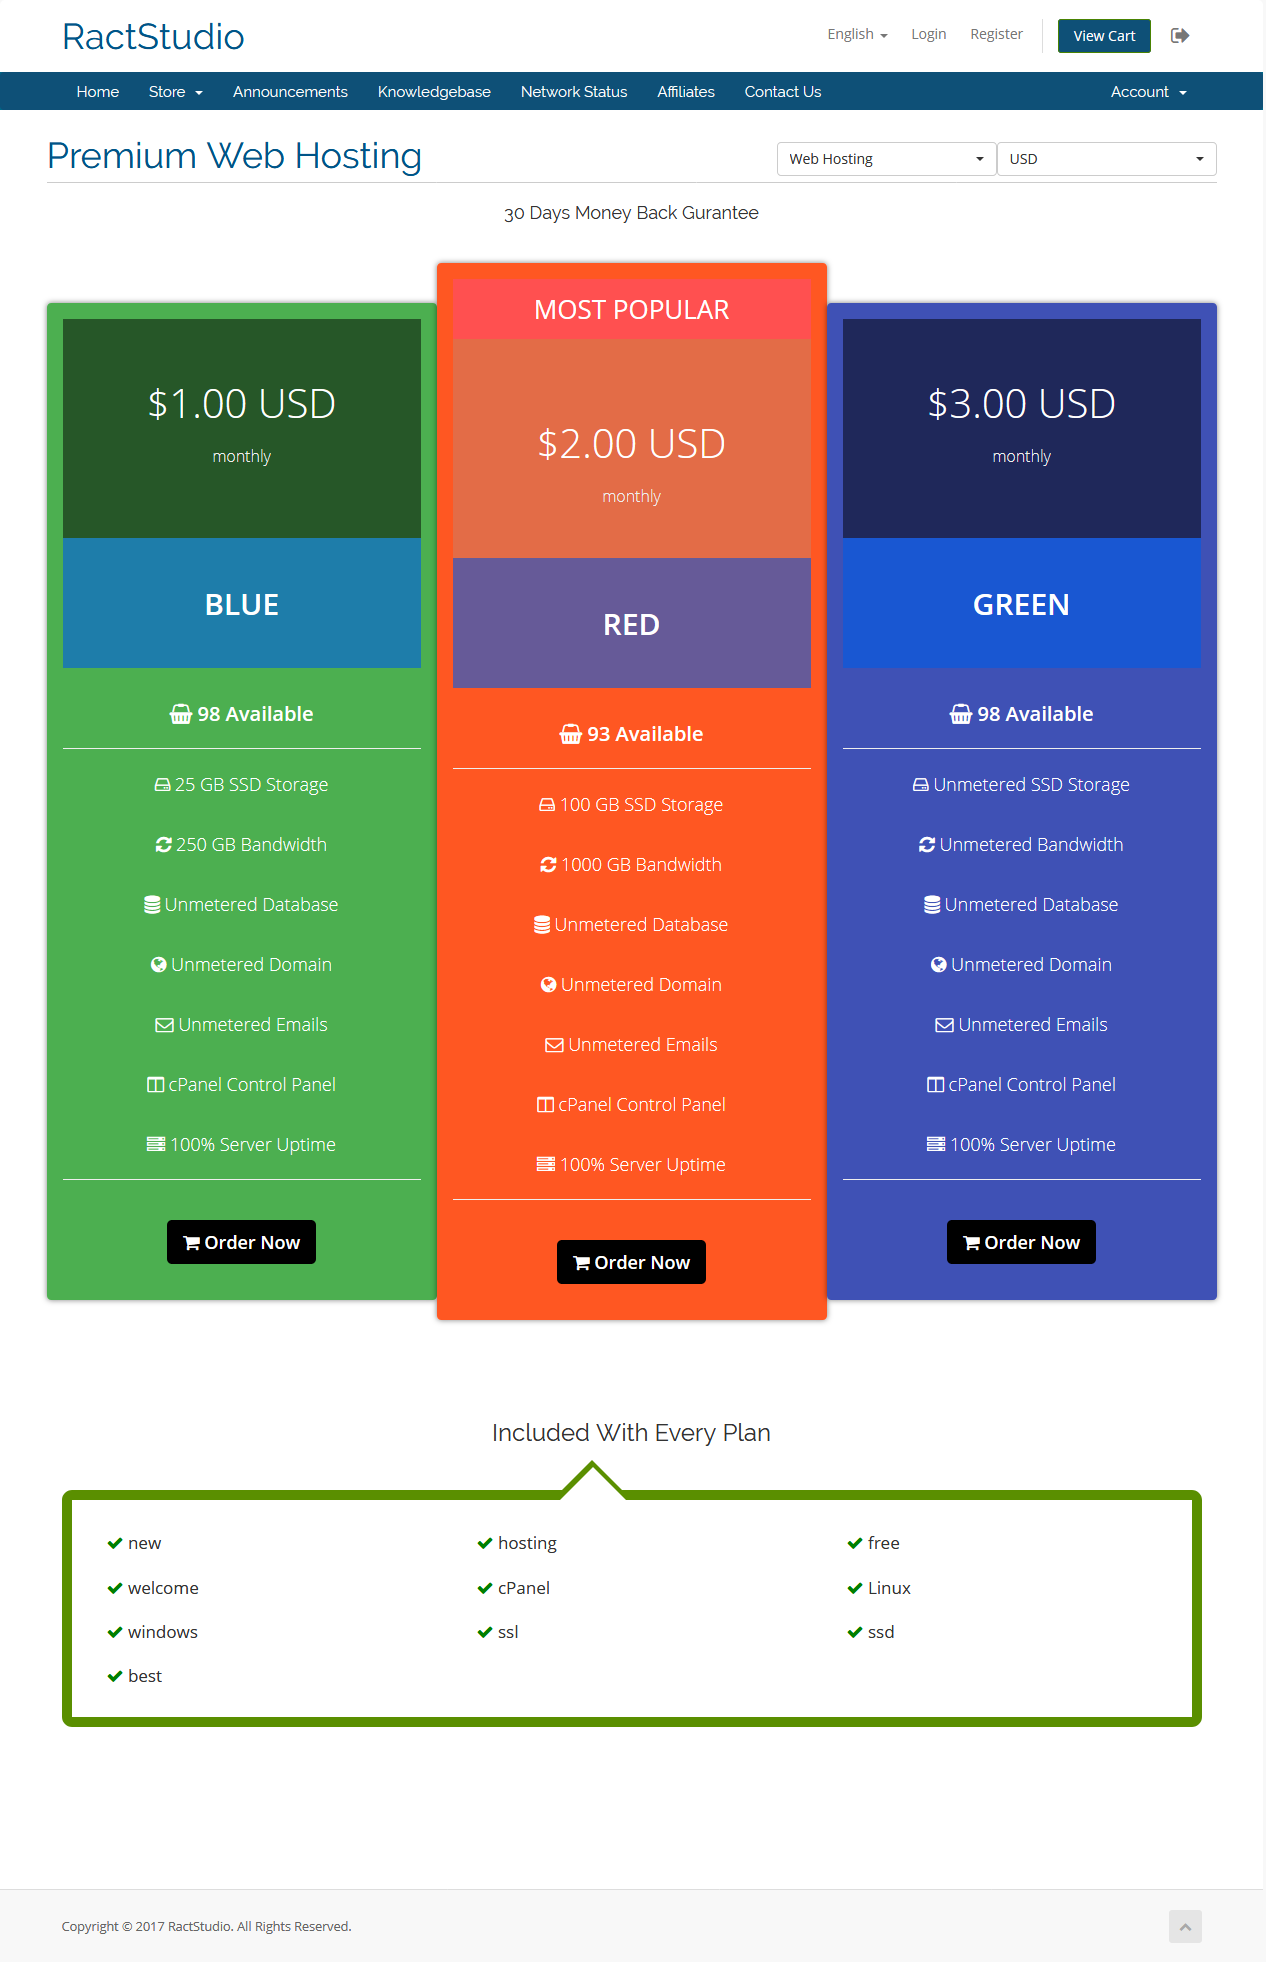 RactStudio
English
Login
Register
View Cart
Home
Store
Announcements
Knowledgebase
Network Status
Affiliates
Contact Us
Account
Premium Web Hosting
Web Hosting
USD
30 Days Money Back Gurantee
$1.00 USD
monthly
BLUE
98 Available
25 GB SSD Storage
250 GB Bandwidth
Unmetered Database
Unmetered Domain
Unmetered Emails
cPanel Control Panel
100% Server Uptime
Order Now
MOST POPULAR
$2.00 USD
monthly
RED
93 Available
100 GB SSD Storage
1000 GB Bandwidth
Unmetered Database
Unmetered Domain
Unmetered Emails
cPanel Control Panel
100% Server Uptime
Order Now
$3.00 USD
monthly
GREEN
98 Available
Unmetered SSD Storage
Unmetered Bandwidth
Unmetered Database
Unmetered Domain
Unmetered Emails
cPanel Control Panel
100% Server Uptime
Order Now
Included With Every Plan
new
hosting
free
welcome
cPanel
Linux
windows
ssl
ssd
best
Copyright © 2017 RactStudio. All Rights Reserved.